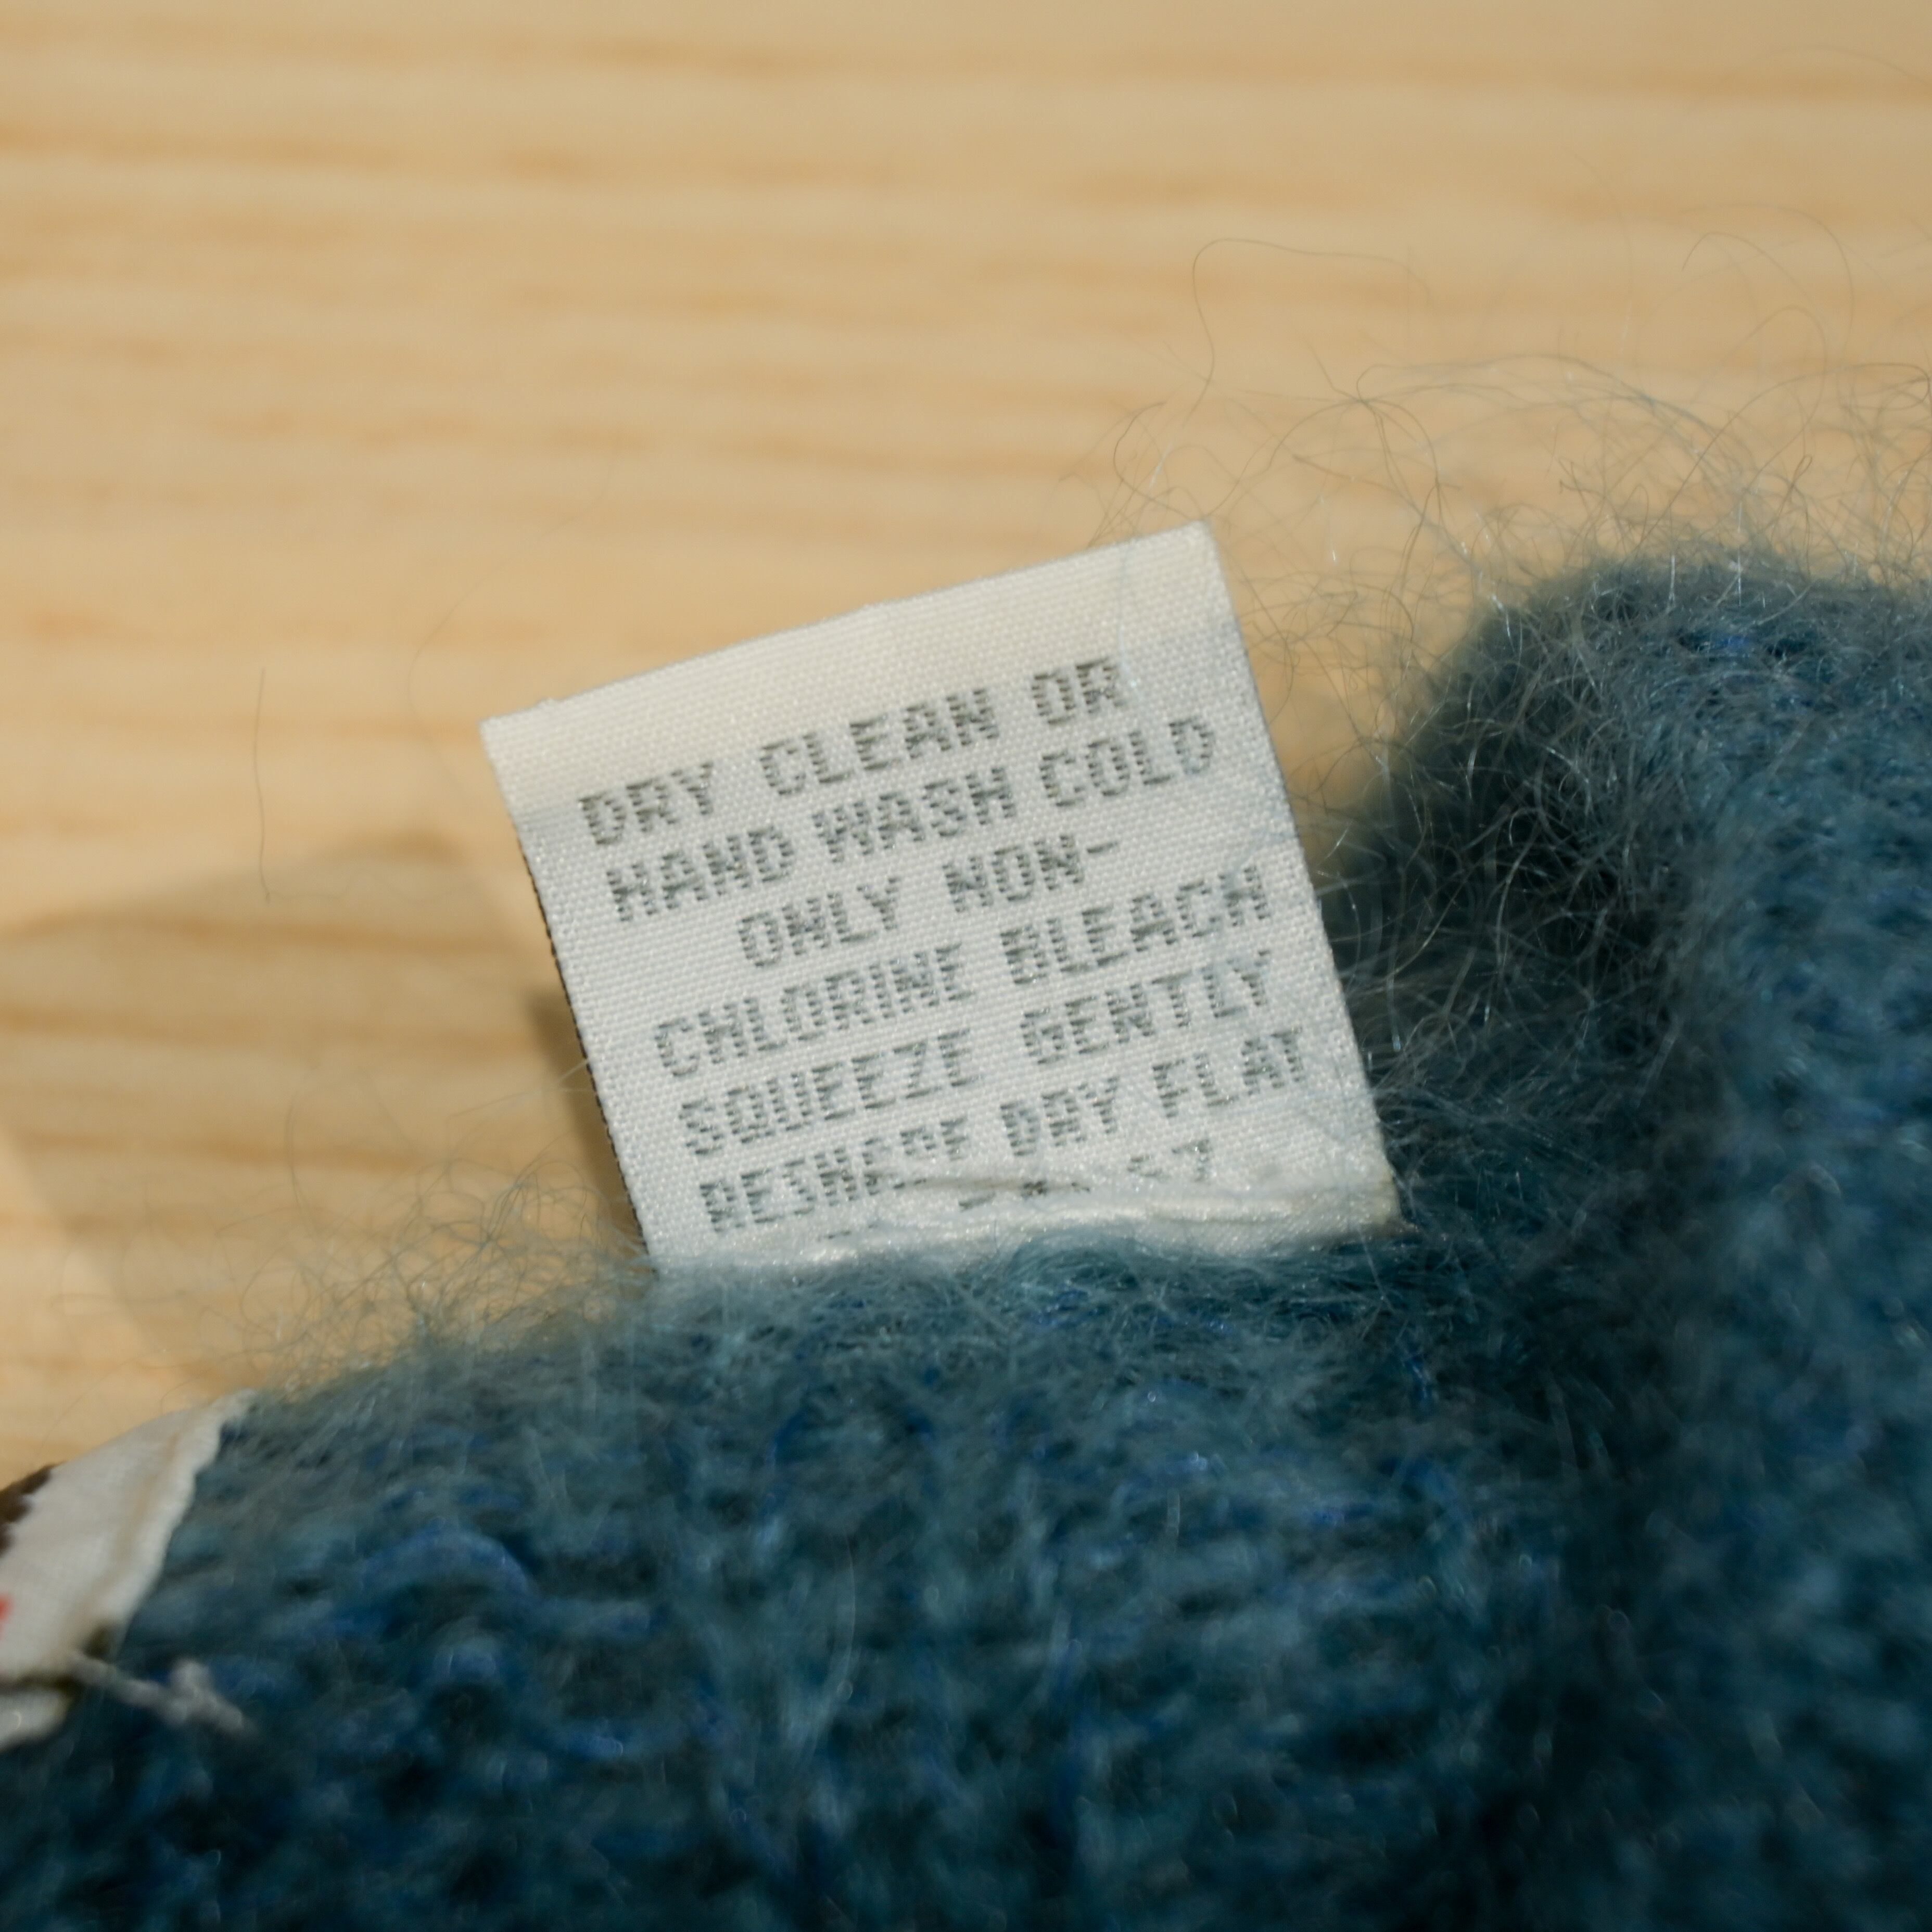 DRY CLEAN OR
HAND WASH COLD
ONLY NON-
CHLORINE BLEACH
SQUEEZE GENTLY
RESHAPE DRY FLAT